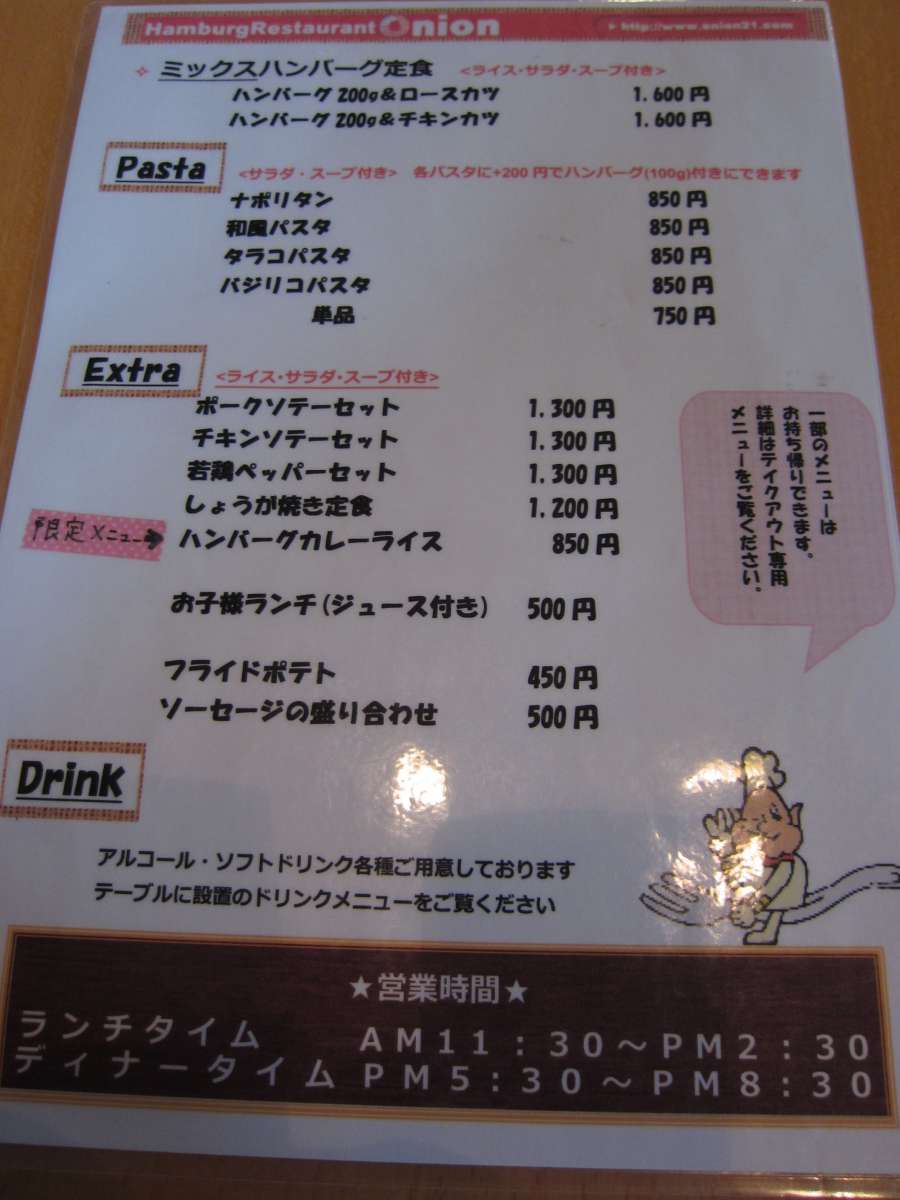 HamburgRestaurant Onion
http://www.onion21.com
ミックスハンバーグ定食 <ライス・サラダ・スープ付き>
ハンバーグ200g&ロースカツ 1.600円
ハンバーグ200g&チキンカツ 1.600円
Pasta <サラダ・スープ付き> 各パスタに+200円でハンバーグ(100g)付きにできます
ナポリタン 850円
和風パスタ 850円
タラコパスタ 850円
バジリコパスタ 850円
単品 750円
Extra <ライス・サラダ・スープ付き>
ポークソテーセット 1.300円
チキンソテーセット 1.300円
若鶏ペッパーセット 1.300円
しょうが焼き定食 1.200円
限定メニュー→ ハンバーグカレーライス 850円
お子様ランチ(ジュース付き) 500円
フライドポテト 450円
ソーセージの盛り合わせ 500円
一部のメニューは
お持ち帰りできます。
詳細はテイクアウト専用
メニューをご覧ください。
Drink
アルコール・ソフトドリンク各種ご用意しております
テーブルに設置のドリンクメニューをご覧ください
★営業時間★
ランチタイム AM11:30～PM2:30
ディナータイム PM5:30～PM8:30